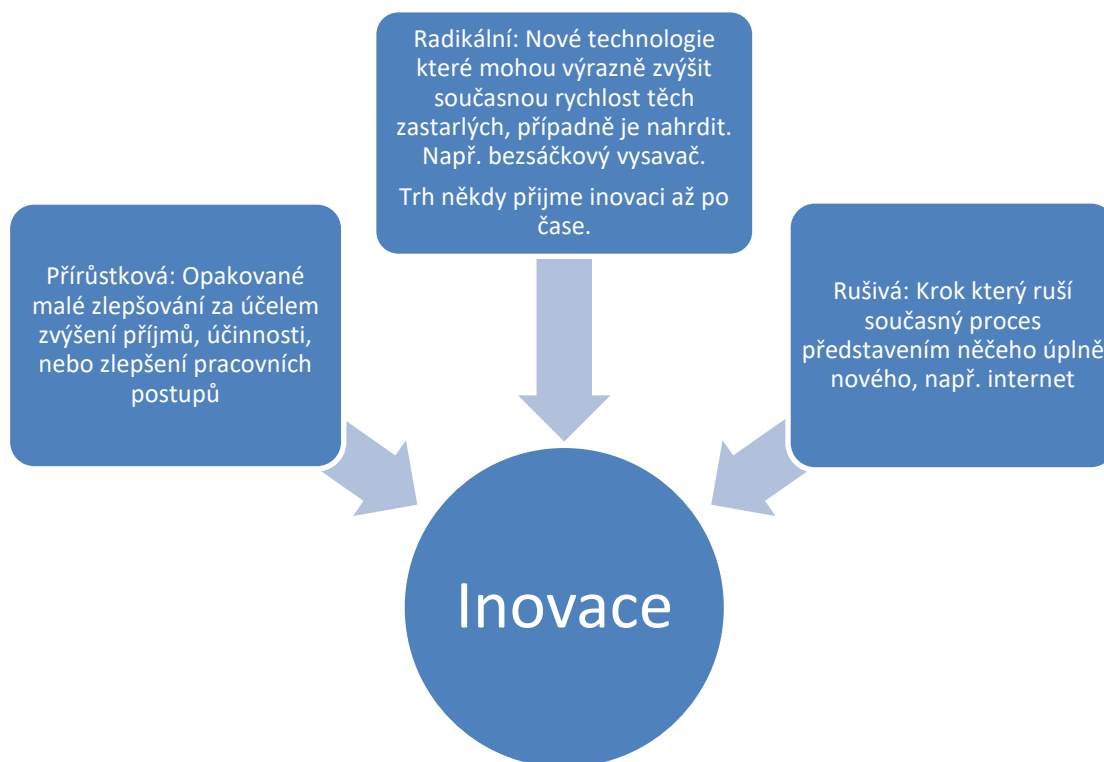 Radikální: Nové technologie
které mohou výrazně zvýšit
současnou rychlost těch
zastarlých, případně je nahrdit.
Např. bezsáčkový vysavač.
Trh někdy přijme inovaci až po
čase.
Přírůstková: Opakované
malé zlepšování za účelem
zvýšení příjmů, účinnosti,
nebo zlepšení pracovních
postupů
Rušivá: Krok který ruší
současný proces
představením něčeho úplně
nového, např. internet
Inovace